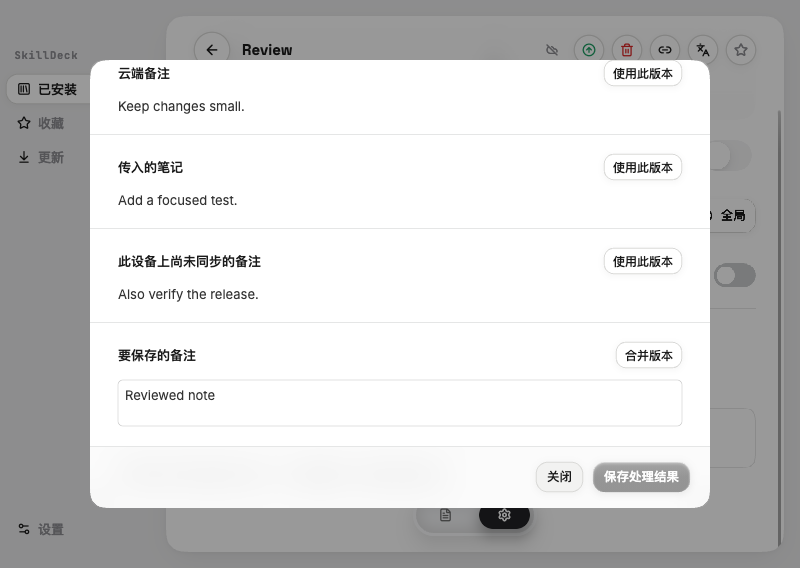 SkillDeck
Review
已安装
收藏
更新
全局
设置
云端备注
使用此版本
Keep changes small.
传入的笔记
使用此版本
Add a focused test.
此设备上尚未同步的备注
使用此版本
Also verify the release.
要保存的备注
合并版本
Reviewed note
关闭
保存处理结果